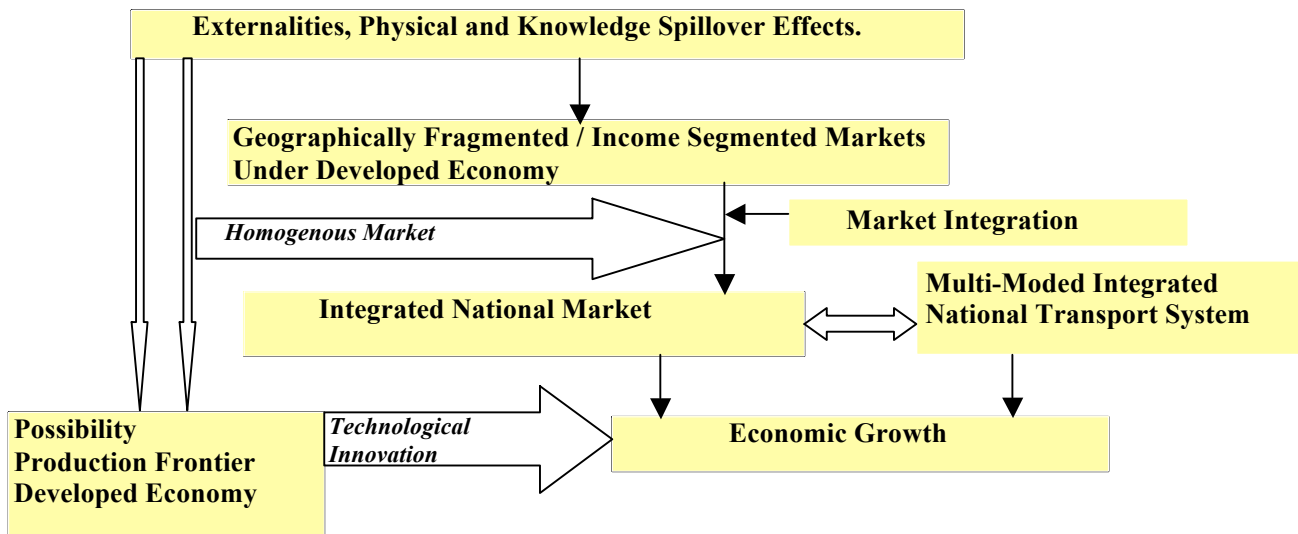 Externalities, Physical and Knowledge Spillover Effects.
Geographically Fragmented / Income Segmented Markets
Under Developed Economy
Homogenous Market
Market Integration
Integrated National Market
Multi-Moded Integrated
National Transport System
Possibility
Production Frontier
Developed Economy
Technological
Innovation
Economic Growth